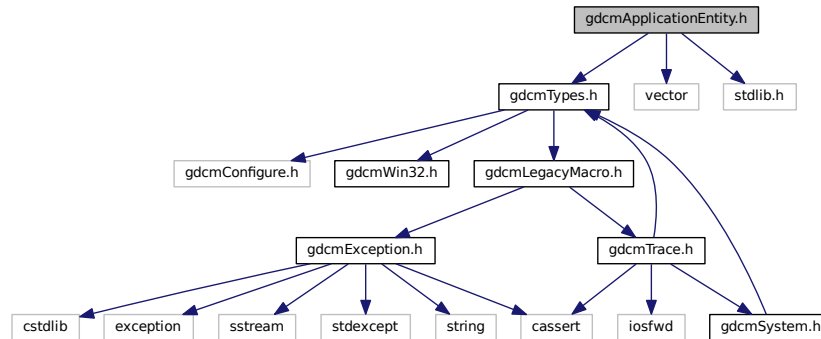 gdcmApplicationEntity.h
gdcmTypes.h
vector
stdlib.h
gdcmConfigure.h
gdcmWin32.h
gdcmLegacyMacro.h
gdcmException.h
gdcmTrace.h
cstdlib
exception
sstream
stdexcept
string
cassert
iosfwd
gdcmSystem.h